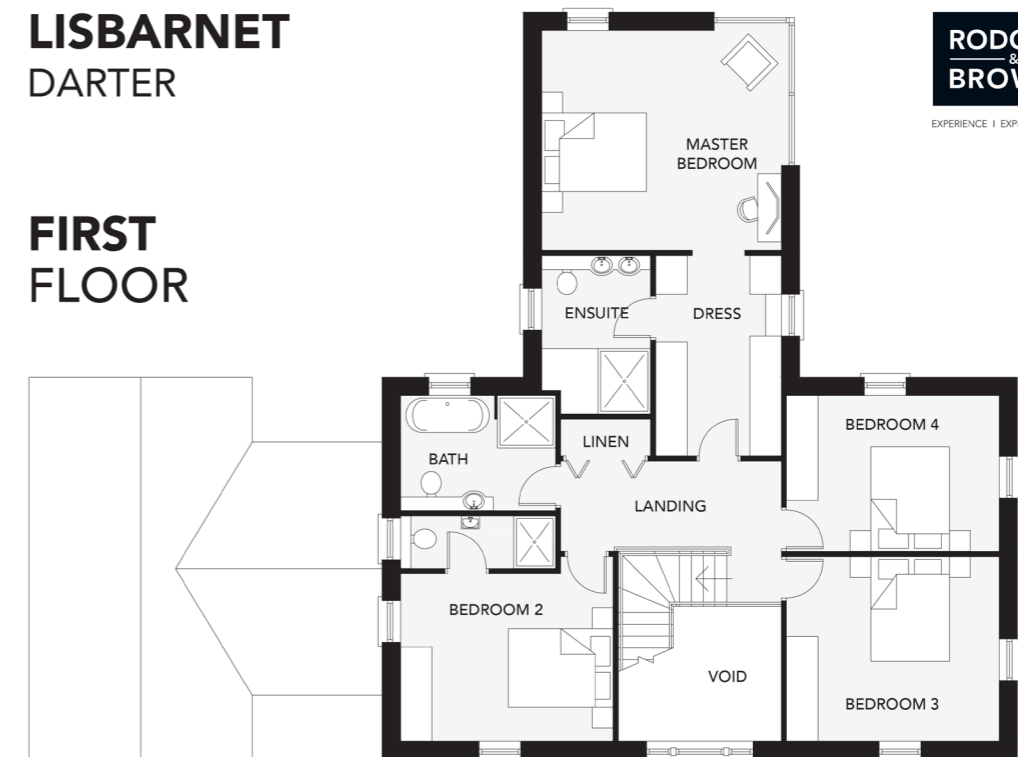 LISBARNET
DARTER
FIRST
FLOOR
&
EXPERIENCE I
MASTER
BEDROOM
ENSUITE
DRESS
BEDROOM 4
LINEN
BATH
LANDING
BEDROOM 2
VOID
BEDROOM 3